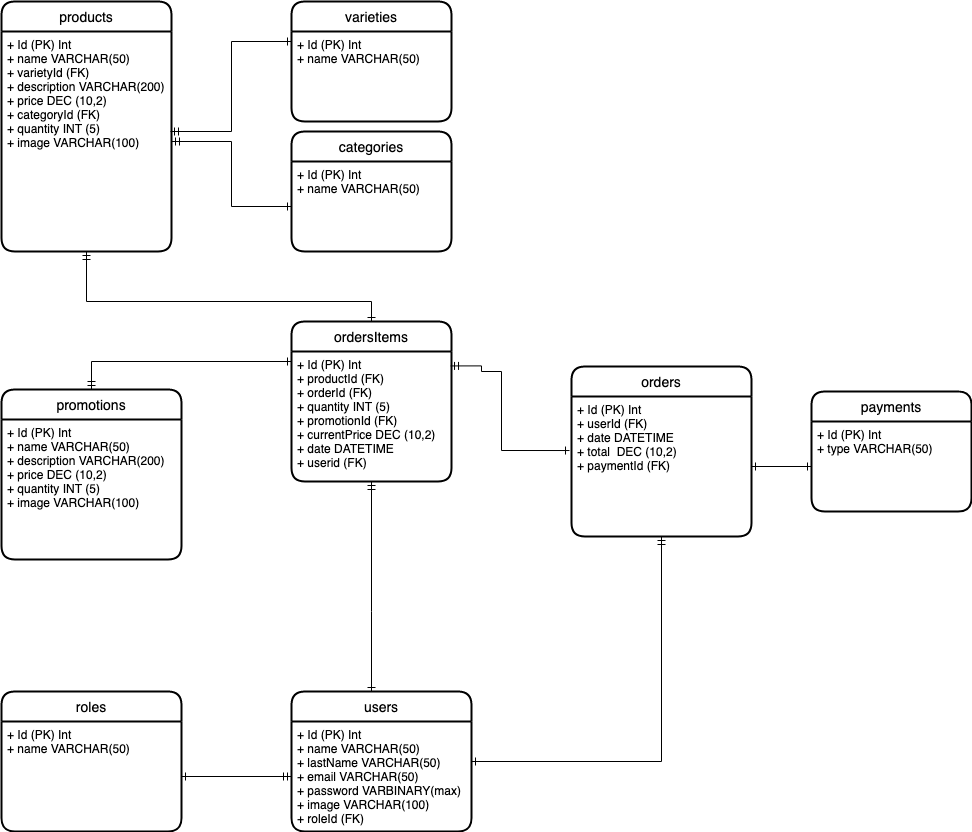 products
+ Id (PK) Int
+ name VARCHAR(50)
+ varietyId (FK)
+ description VARCHAR(200)
+ price DEC (10,2)
+ categoryId (FK)
+ quantity INT (5)
+ image VARCHAR(100)
varieties
+ Id (PK) Int
+ name VARCHAR(50)
categories
+ Id (PK) Int
+ name VARCHAR(50)
ordersItems
+ Id (PK) Int
+ productId (FK)
+ orderId (FK)
+ quantity INT (5)
+ promotionId (FK)
+ currentPrice DEC (10,2)
+ date DATETIME
+ userid (FK)
promotions
+ Id (PK) Int
+ name VARCHAR(50)
+ description VARCHAR(200)
+ price DEC (10,2)
+ quantity INT (5)
+ image VARCHAR(100)
orders
+ Id (PK) Int
+ userId (FK)
+ date DATETIME
+ total  DEC (10,2)
+ paymentId (FK)
payments
+ Id (PK) Int
+ type VARCHAR(50)
roles
+ Id (PK) Int
+ name VARCHAR(50)
users
+ Id (PK) Int
+ name VARCHAR(50)
+ lastName VARCHAR(50)
+ email VARCHAR(50)
+ password VARBINARY(max)
+ image VARCHAR(100)
+ roleId (FK)